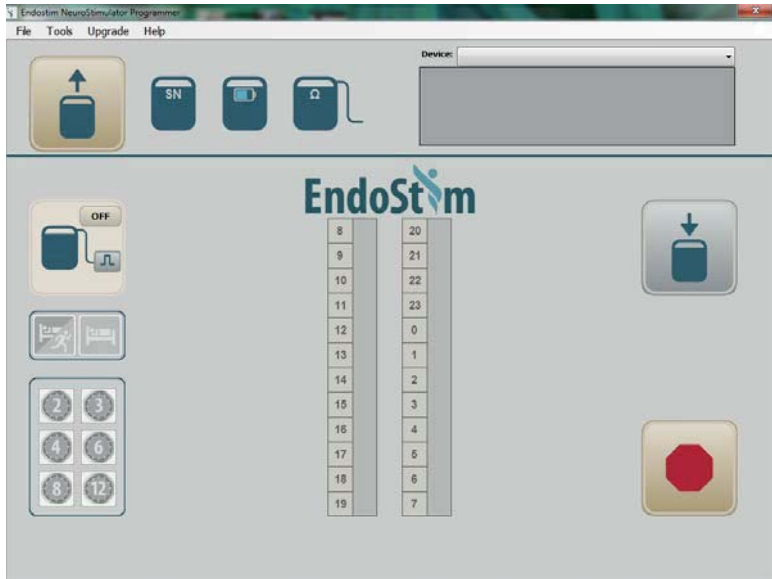 Endostim NeuroStimulator Programmer
File Tools Upgrade Help
Device:
SN
Ω
EndoStim
OFF
8 20
9 21
10 22
11 23
12 0
13 1
14 2
15 3
16 4
17 5
18 6
19 7
2 3
4 6
8 12